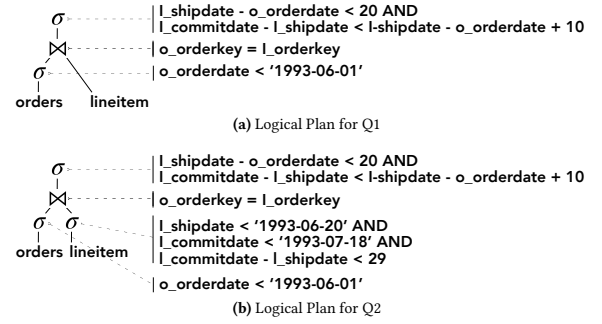 σ
l_shipdate - o_orderdate < 20 AND
l_commitdate - l_shipdate < l-shipdate - o_orderdate + 10
⋈
o_orderkey = l_orderkey
σ
o_orderdate < '1993-06-01'
orders lineitem
(a) Logical Plan for Q1
σ
l_shipdate - o_orderdate < 20 AND
l_commitdate - l_shipdate < l-shipdate - o_orderdate + 10
⋈
o_orderkey = l_orderkey
σ σ
l_shipdate < '1993-06-20' AND
l_commitdate < '1993-07-18' AND
l_commitdate - l_shipdate < 29
orders lineitem
o_orderdate < '1993-06-01'
(b) Logical Plan for Q2